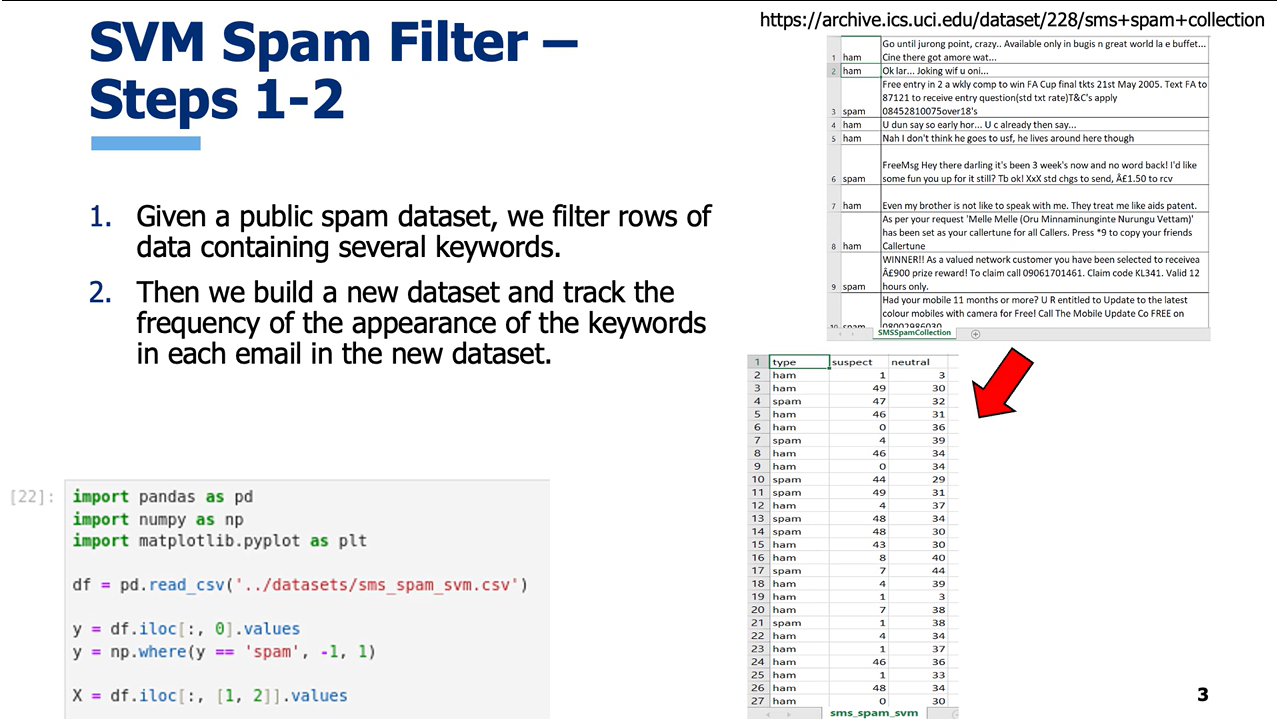 SVM Spam Filter –
Steps 1-2
https://archive.ics.uci.edu/dataset/228/sms+spam+collection
1. Given a public spam dataset, we filter rows of
data containing several keywords.
2. Then we build a new dataset and track the
frequency of the appearance of the keywords
in each email in the new dataset.
Go until jurong point, crazy.. Available only in bugis n great world la e buffet...
1 ham Cine there got amore wat...
2 ham Ok lar... Joking wif u oni...
Free entry in 2 a wkly comp to win FA Cup final tkts 21st May 2005. Text FA to
87121 to receive entry question(std txt rate)T&C's apply
3 spam 08452810075over18's
4 ham U dun say so early hor... U c already then say...
5 ham Nah I don't think he goes to usf, he lives around here though
FreeMsg Hey there darling it's been 3 week's now and no word back! I'd like
6 spam some fun you up for it still? Tb ok! XxX std chgs to send, Â£1.50 to rcv
7 ham Even my brother is not like to speak with me. They treat me like aids patent.
As per your request 'Melle Melle (Oru Minnaminunginte Nurungu Vettam)'
has been set as your callertune for all Callers. Press *9 to copy your friends
8 ham Callertune
WINNER!! As a valued network customer you have been selected to receivea
Â£900 prize reward! To claim call 09061701461. Claim code KL341. Valid 12
9 spam hours only.
Had your mobile 11 months or more? U R entitled to Update to the latest
colour mobiles with camera for Free! Call The Mobile Update Co FREE on
10 spam 08002986030
SMSSpamCollection
1 type suspect neutral
2 ham 1 3
3 ham 49 30
4 spam 47 32
5 ham 46 31
6 ham 0 36
7 spam 4 39
8 ham 46 34
9 ham 0 34
10 spam 44 29
11 spam 49 31
12 ham 4 37
13 spam 48 34
14 spam 48 30
15 ham 43 30
16 ham 8 40
17 spam 7 44
18 ham 4 39
19 ham 1 3
20 ham 7 38
21 spam 1 38
22 ham 4 34
23 ham 1 37
24 ham 46 36
25 ham 1 33
26 ham 48 34
27 ham 0 30
sms_spam_svm
[22]: import pandas as pd
import numpy as np
import matplotlib.pyplot as plt
df = pd.read_csv('../datasets/sms_spam_svm.csv')
y = df.iloc[:, 0].values
y = np.where(y == 'spam', -1, 1)
X = df.iloc[:, [1, 2]].values
3